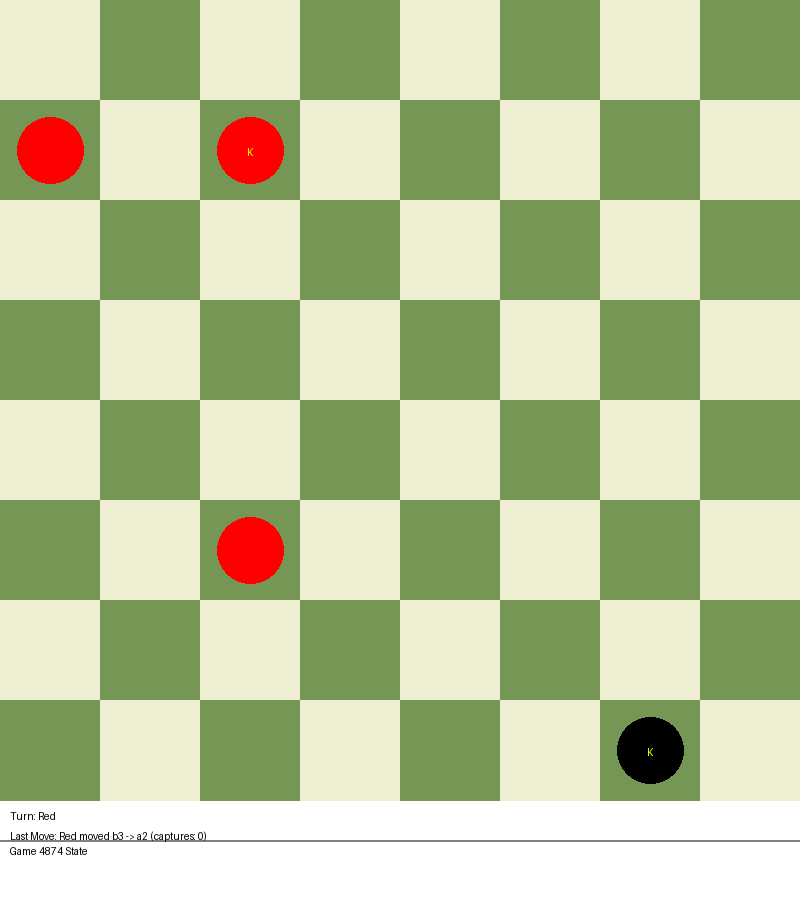 K
K
Turn: Red
Last Move: Red moved b3 -> a2 (captures: 0)
Game 4874 State